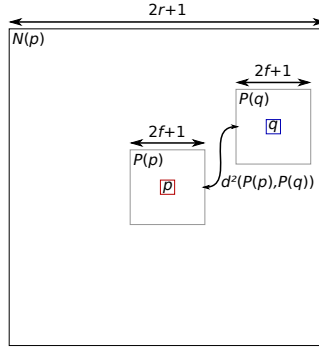 2r+1
N(p)
2f+1
P(q)
q
2f+1
P(p)
p
d²(P(p),P(q))